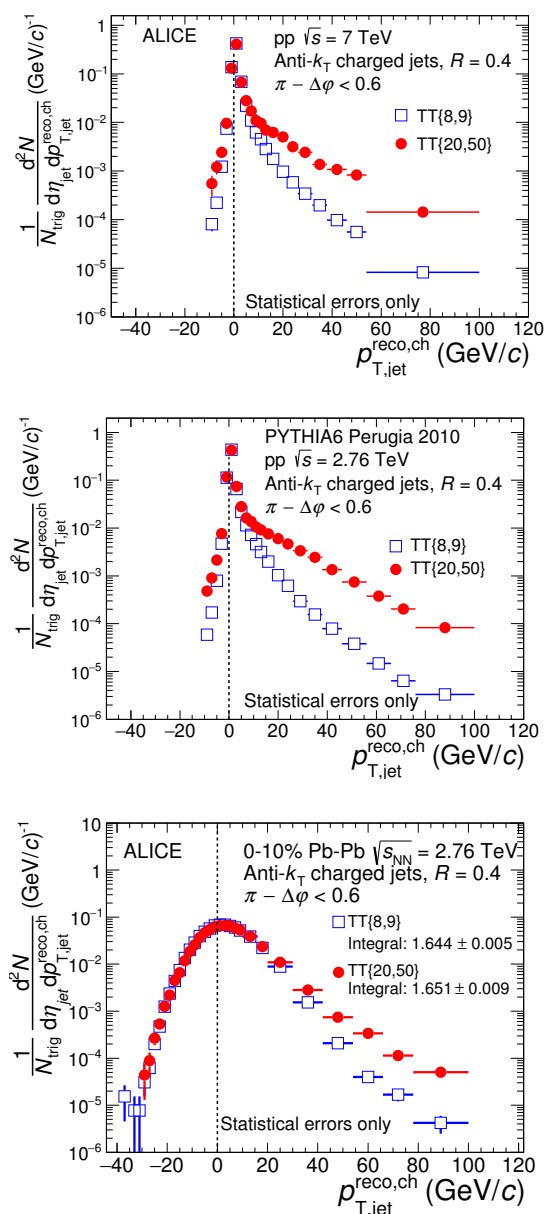 ALICE
pp √s = 7 TeV
Anti-kT charged jets, R = 0.4
π − Δφ < 0.6
TT{8,9}
TT{20,50}
Statistical errors only
1/Ntrig d²N/dηjet dp^reco,ch_T,jet (GeV/c)⁻¹
1
10⁻¹
10⁻²
10⁻³
10⁻⁴
10⁻⁵
10⁻⁶
−40 −20 0 20 40 60 80 100 120
p^reco,ch_T,jet (GeV/c)
PYTHIA6 Perugia 2010
pp √s = 2.76 TeV
Anti-kT charged jets, R = 0.4
π − Δφ < 0.6
TT{8,9}
TT{20,50}
Statistical errors only
1/Ntrig d²N/dηjet dp^reco,ch_T,jet (GeV/c)⁻¹
1
10⁻¹
10⁻²
10⁻³
10⁻⁴
10⁻⁵
10⁻⁶
−40 −20 0 20 40 60 80 100 120
p^reco,ch_T,jet (GeV/c)
ALICE
0-10% Pb-Pb √sNN = 2.76 TeV
Anti-kT charged jets, R = 0.4
π − Δφ < 0.6
TT{8,9}
Integral: 1.644 ± 0.005
TT{20,50}
Integral: 1.651 ± 0.009
Statistical errors only
1/Ntrig d²N/dηjet dp^reco,ch_T,jet (GeV/c)⁻¹
10
1
10⁻¹
10⁻²
10⁻³
10⁻⁴
10⁻⁵
10⁻⁶
−40 −20 0 20 40 60 80 100 120
p^reco,ch_T,jet (GeV/c)